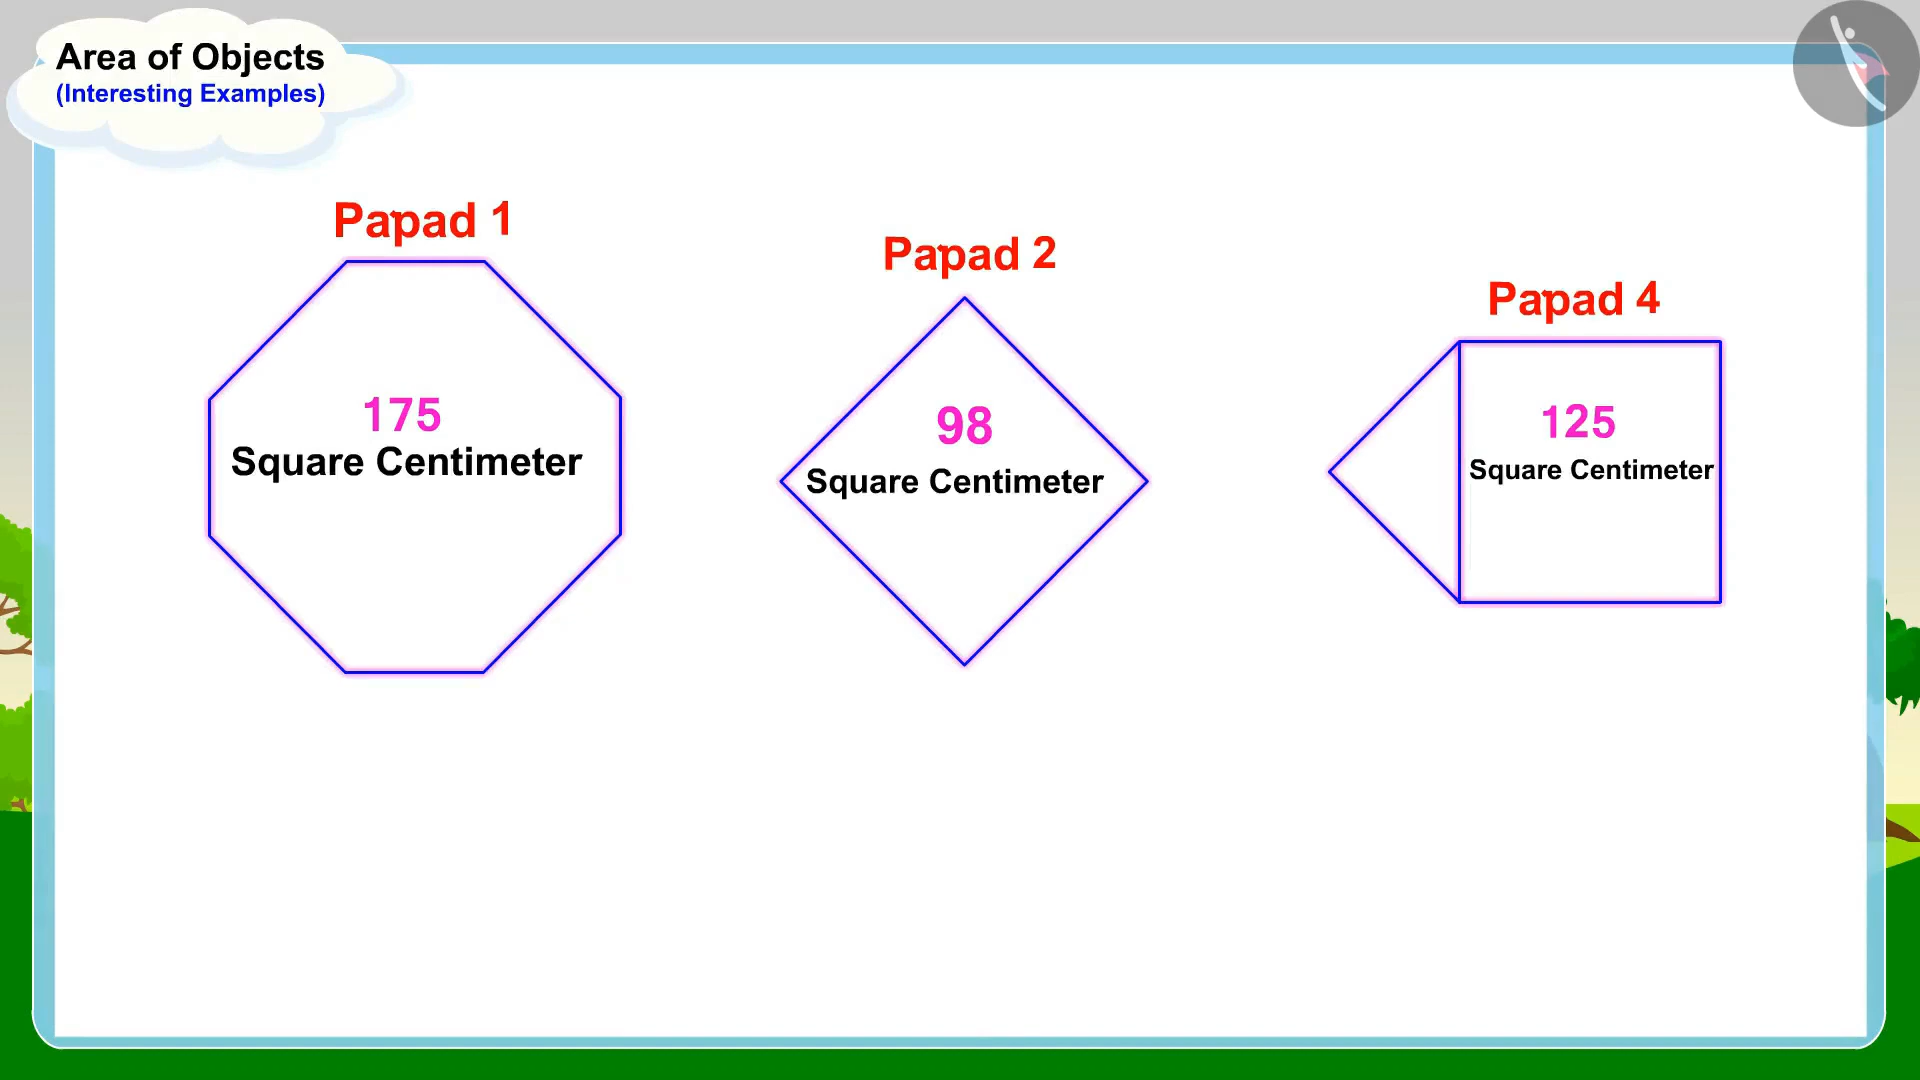 Area of Objects
(Interesting Examples)
Papad 1
175
Square Centimeter
Papad 2
98
Square Centimeter
Papad 4
125
Square Centimeter